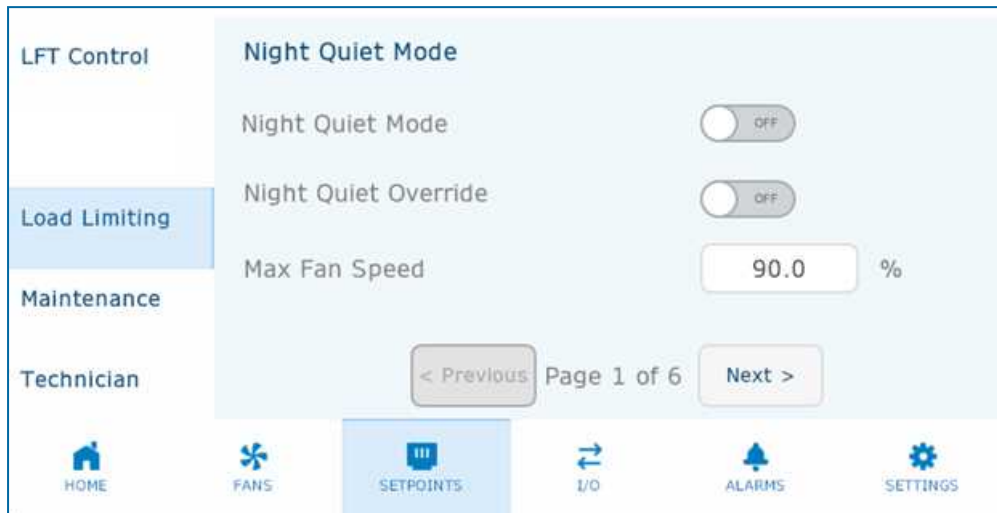 LFT Control
Load Limiting
Maintenance
Technician
Night Quiet Mode
Night Quiet Mode OFF
Night Quiet Override OFF
Max Fan Speed 90.0 %
< Previous Page 1 of 6 Next >
HOME FANS SETPOINTS I/O ALARMS SETTINGS